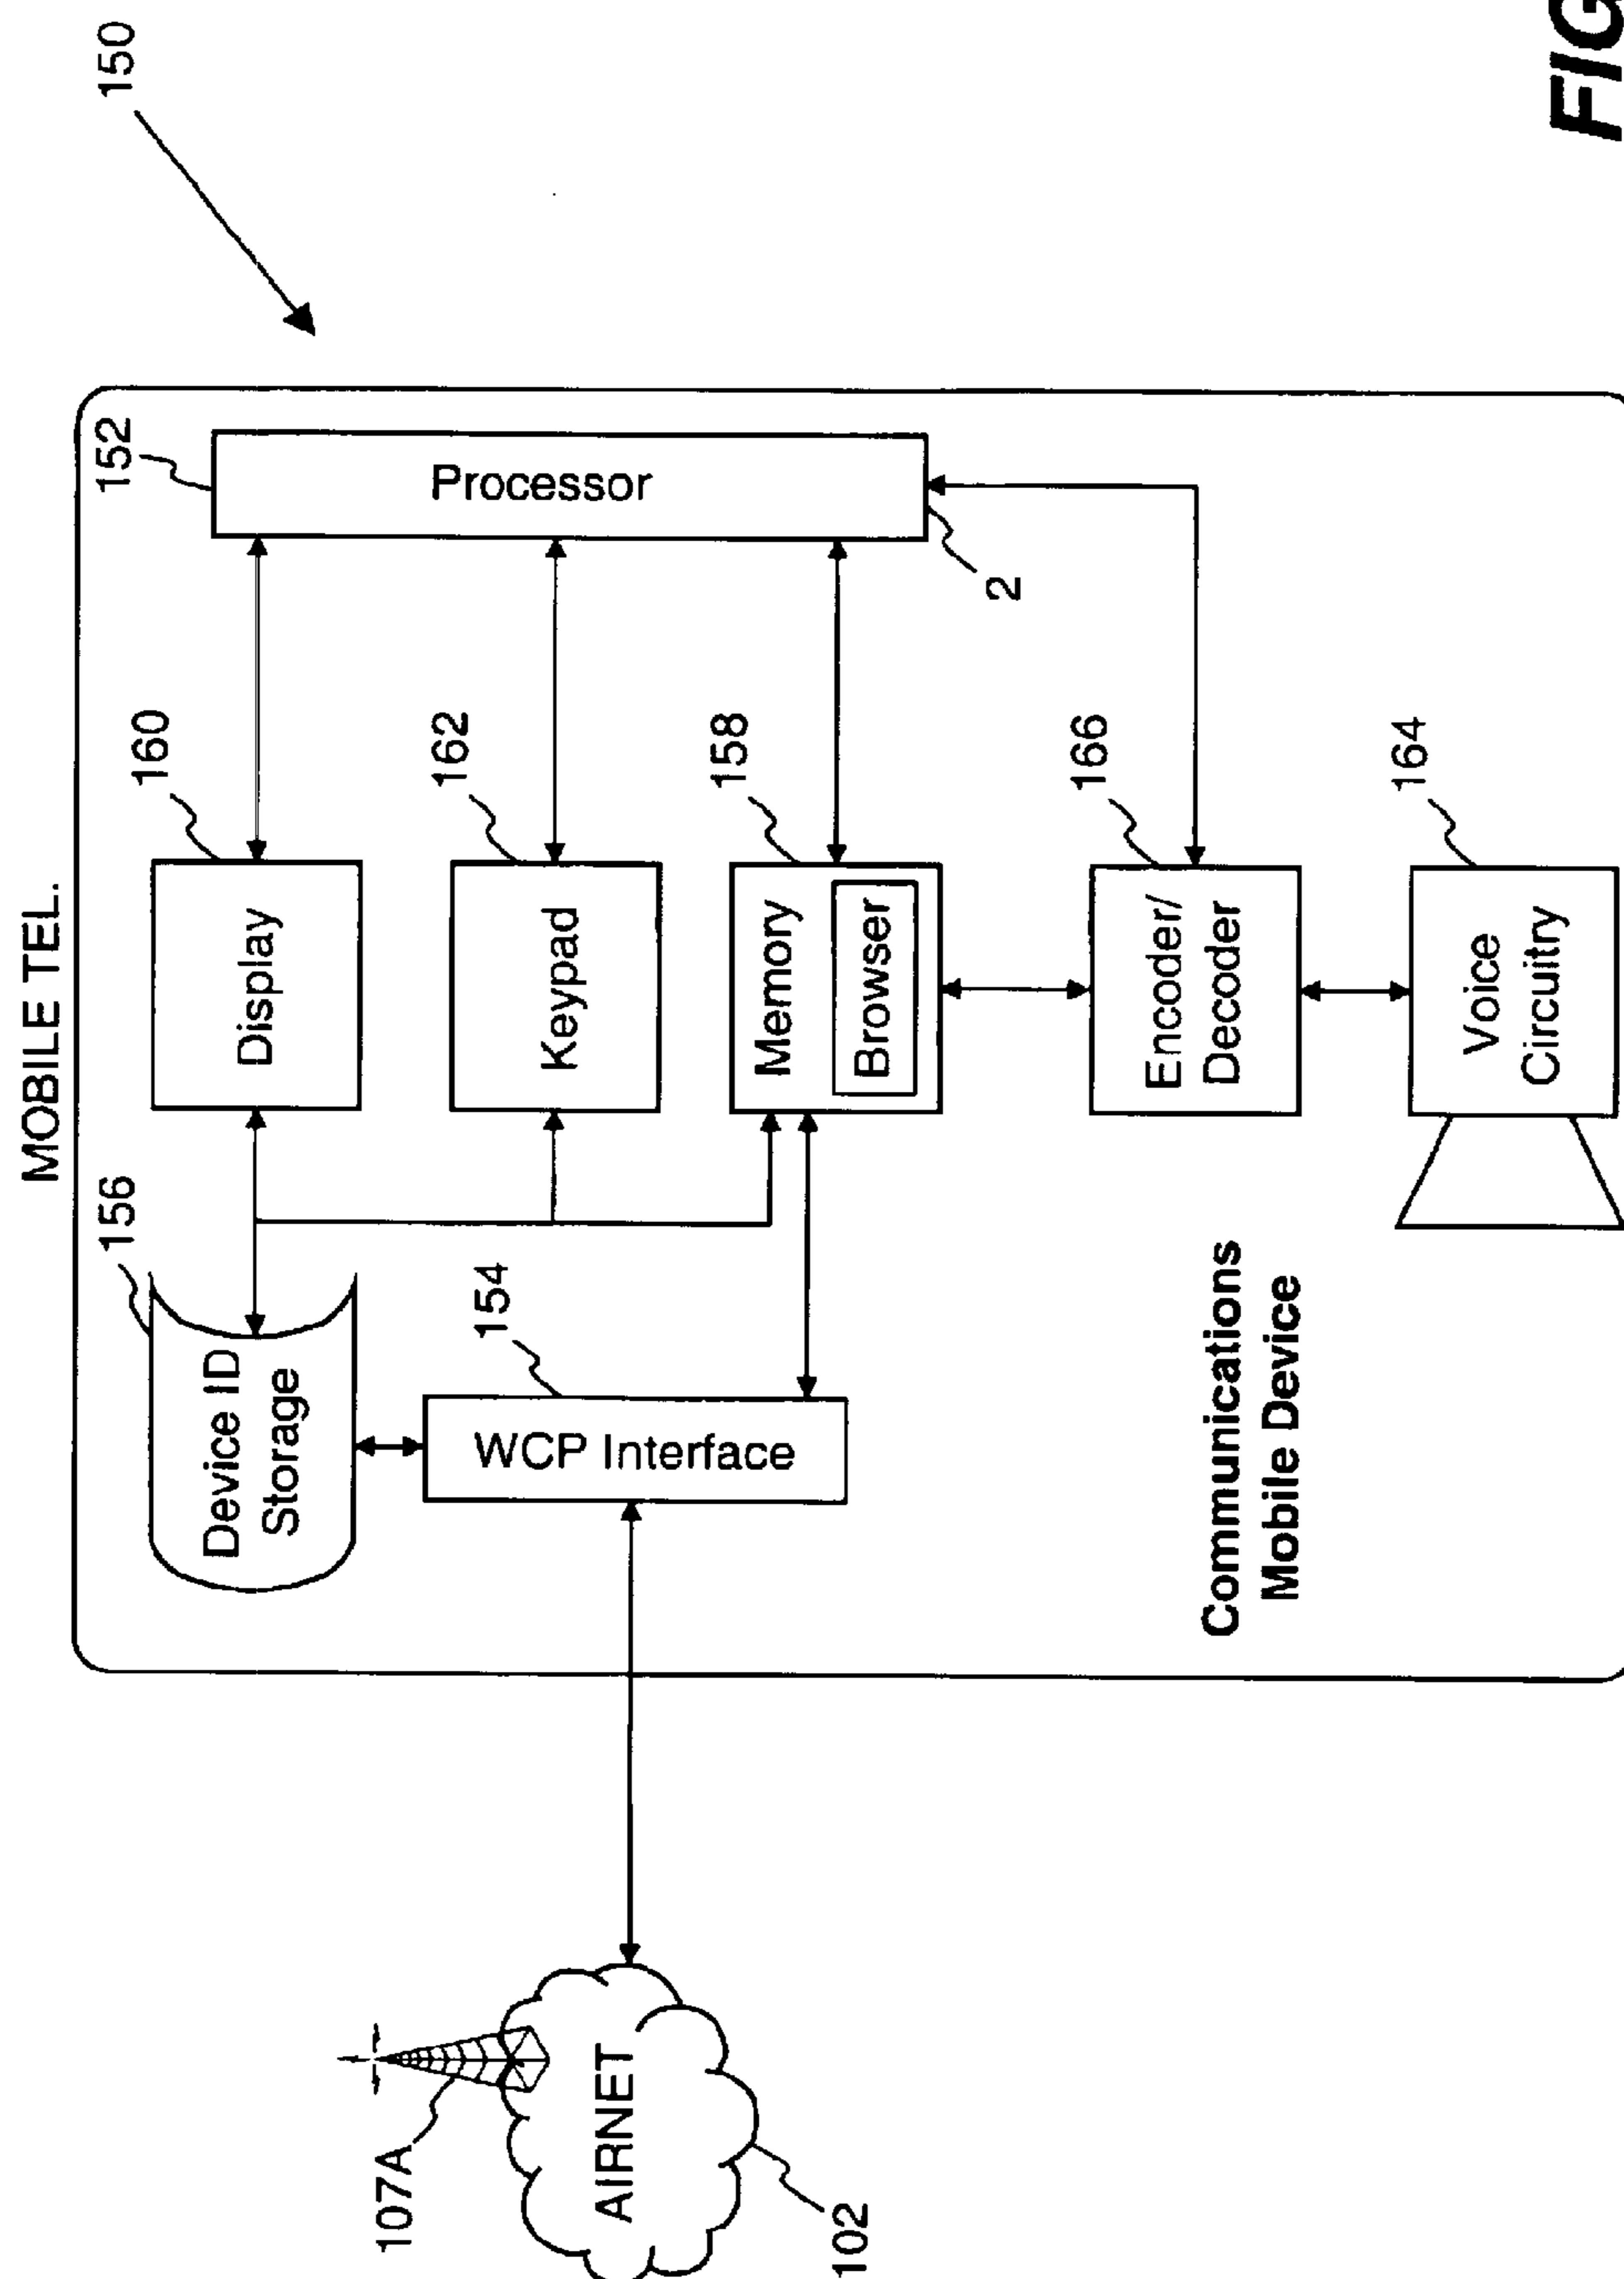 MOBILE TEL.
150
156
160
152
Device ID
Storage
Display
Processor
162
154
Keypad
WCP Interface
2
158
Memory
Browser
107A
AIRNET
102
166
Encoder/
Decoder
Communications
Mobile Device
164
Voice
Circuitry
FIG